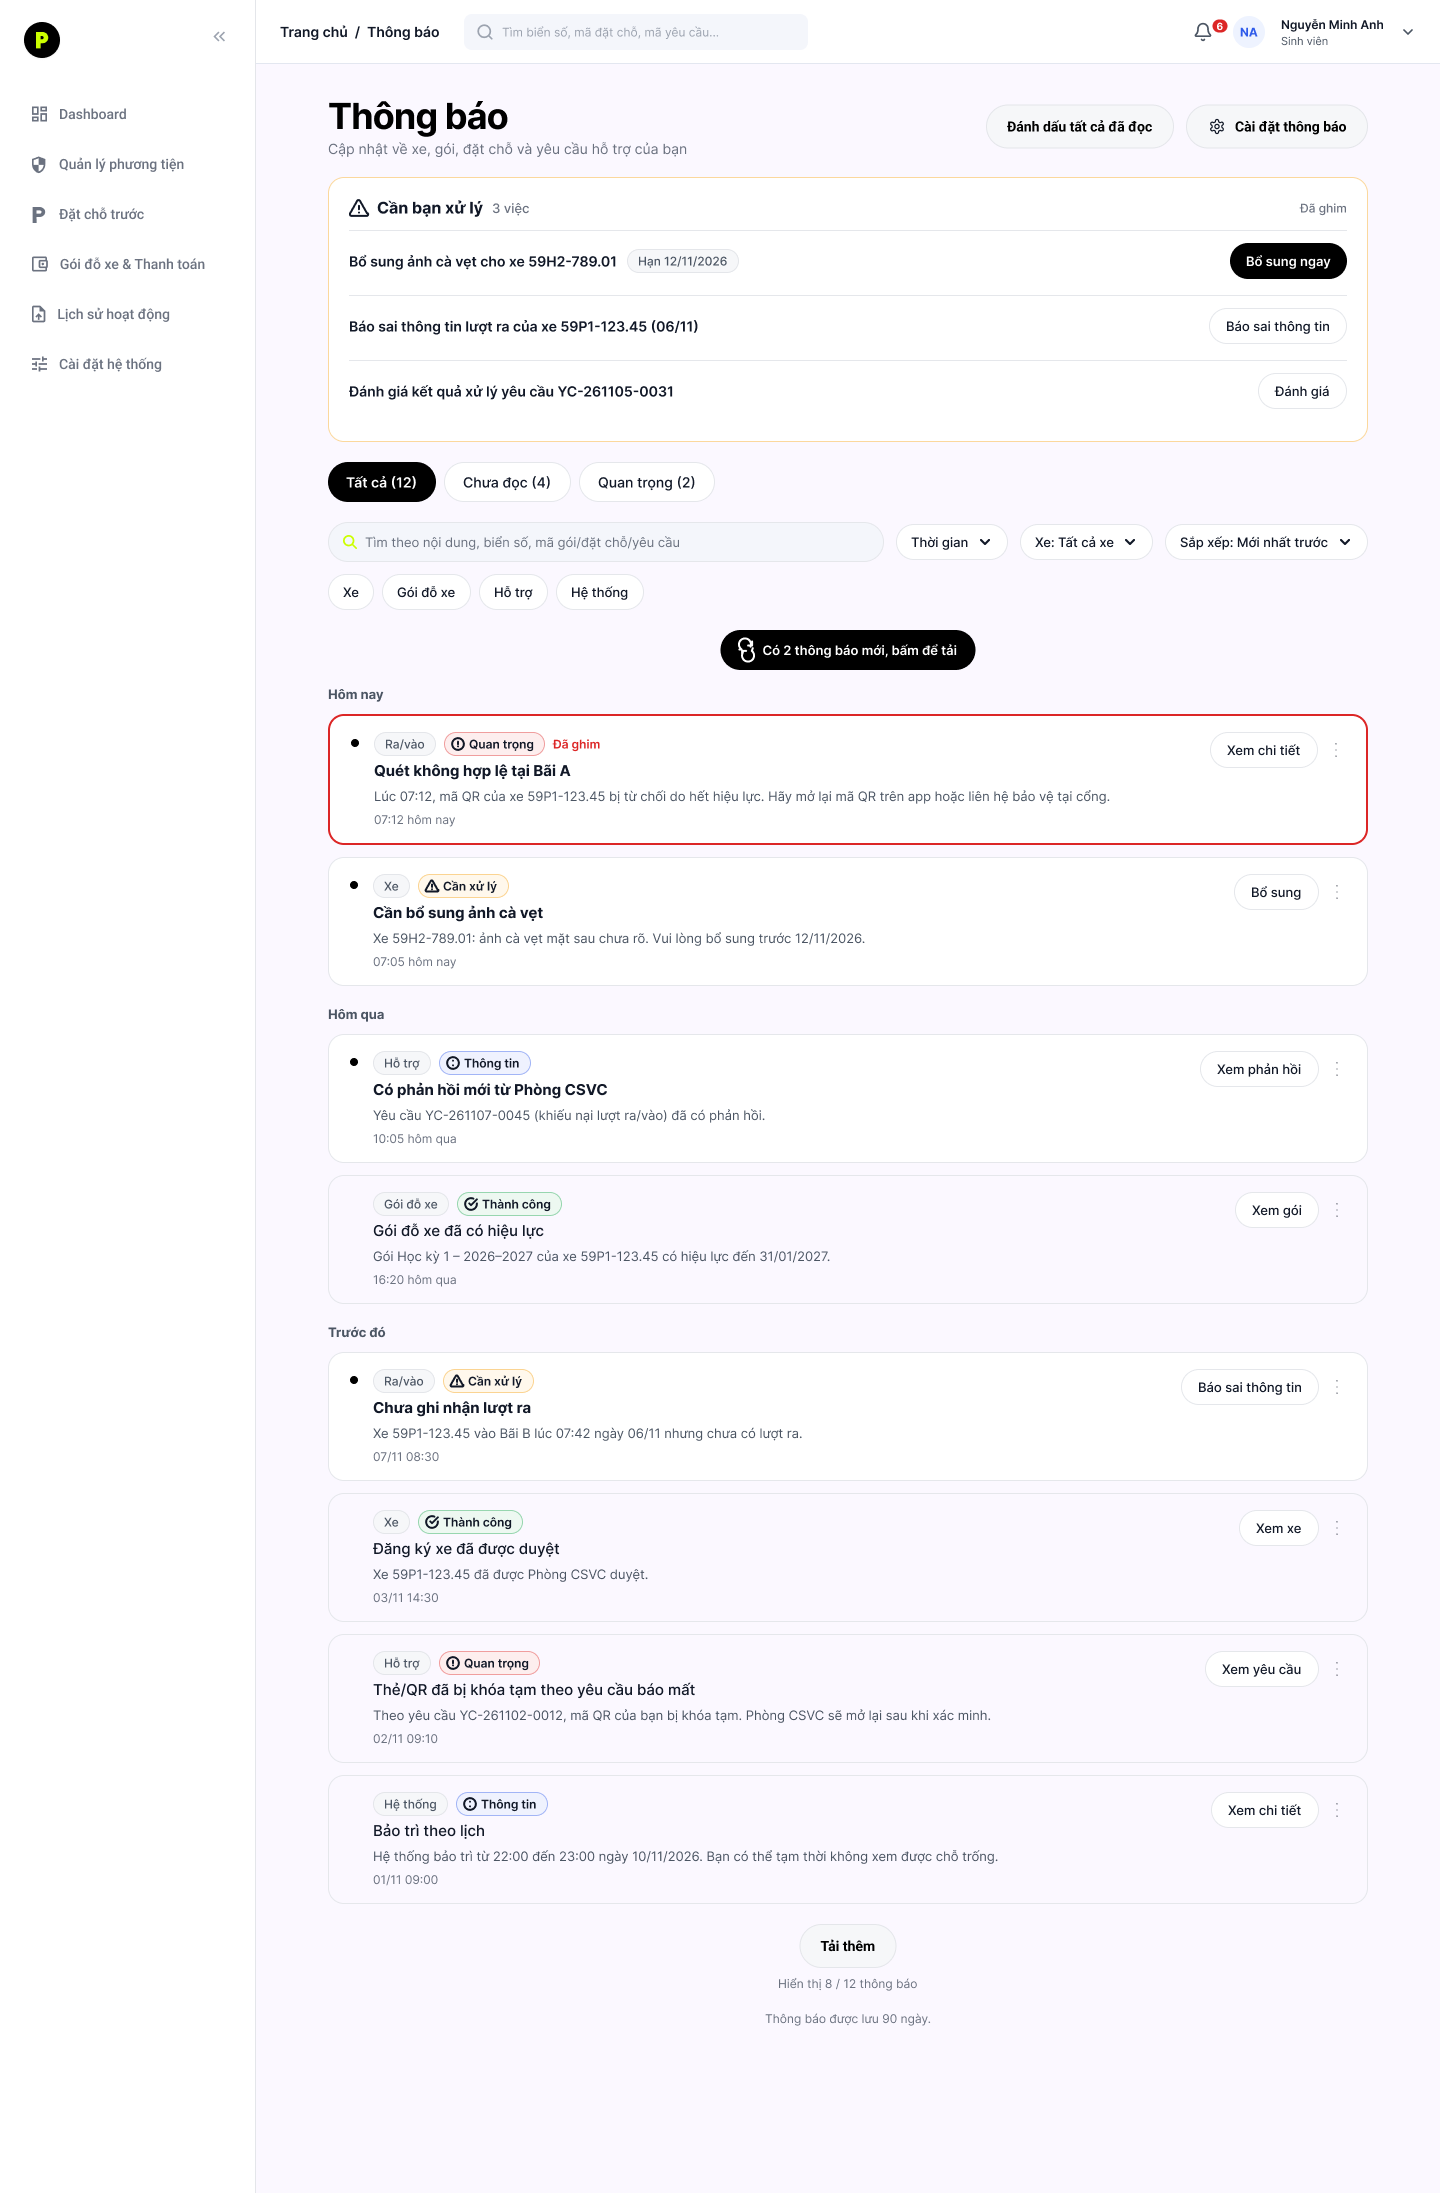 P
Trang chủ / Thông báo
Tìm biển số, mã đặt chỗ, mã yêu cầu...
6
NA
Nguyễn Minh Anh
Sinh viên
Dashboard
Quản lý phương tiện
Đặt chỗ trước
Gói đỗ xe & Thanh toán
Lịch sử hoạt động
Cài đặt hệ thống
Thông báo
Cập nhật về xe, gói, đặt chỗ và yêu cầu hỗ trợ của bạn
Đánh dấu tất cả đã đọc
Cài đặt thông báo
Cần bạn xử lý 3 việc
Đã ghim
Bổ sung ảnh cà vẹt cho xe 59H2-789.01 Hạn 12/11/2026
Bổ sung ngay
Báo sai thông tin lượt ra của xe 59P1-123.45 (06/11)
Báo sai thông tin
Đánh giá kết quả xử lý yêu cầu YC-261105-0031
Đánh giá
Tất cả (12) Chưa đọc (4) Quan trọng (2)
Tìm theo nội dung, biển số, mã gói/đặt chỗ/yêu cầu
Thời gian
Xe: Tất cả xe
Sắp xếp: Mới nhất trước
Xe Gói đỗ xe Hỗ trợ Hệ thống
Có 2 thông báo mới, bấm để tải
Hôm nay
Ra/vào Quan trọng Đã ghim
Quét không hợp lệ tại Bãi A
Lúc 07:12, mã QR của xe 59P1-123.45 bị từ chối do hết hiệu lực. Hãy mở lại mã QR trên app hoặc liên hệ bảo vệ tại cổng.
07:12 hôm nay
Xem chi tiết
Xe Cần xử lý
Cần bổ sung ảnh cà vẹt
Xe 59H2-789.01: ảnh cà vẹt mặt sau chưa rõ. Vui lòng bổ sung trước 12/11/2026.
07:05 hôm nay
Bổ sung
Hôm qua
Hỗ trợ Thông tin
Có phản hồi mới từ Phòng CSVC
Yêu cầu YC-261107-0045 (khiếu nại lượt ra/vào) đã có phản hồi.
10:05 hôm qua
Xem phản hồi
Gói đỗ xe Thành công
Gói đỗ xe đã có hiệu lực
Gói Học kỳ 1 – 2026–2027 của xe 59P1-123.45 có hiệu lực đến 31/01/2027.
16:20 hôm qua
Xem gói
Trước đó
Ra/vào Cần xử lý
Chưa ghi nhận lượt ra
Xe 59P1-123.45 vào Bãi B lúc 07:42 ngày 06/11 nhưng chưa có lượt ra.
07/11 08:30
Báo sai thông tin
Xe Thành công
Đăng ký xe đã được duyệt
Xe 59P1-123.45 đã được Phòng CSVC duyệt.
03/11 14:30
Xem xe
Hỗ trợ Quan trọng
Thẻ/QR đã bị khóa tạm theo yêu cầu báo mất
Theo yêu cầu YC-261102-0012, mã QR của bạn bị khóa tạm. Phòng CSVC sẽ mở lại sau khi xác minh.
02/11 09:10
Xem yêu cầu
Hệ thống Thông tin
Bảo trì theo lịch
Hệ thống bảo trì từ 22:00 đến 23:00 ngày 10/11/2026. Bạn có thể tạm thời không xem được chỗ trống.
01/11 09:00
Xem chi tiết
Tải thêm
Hiển thị 8 / 12 thông báo
Thông báo được lưu 90 ngày.